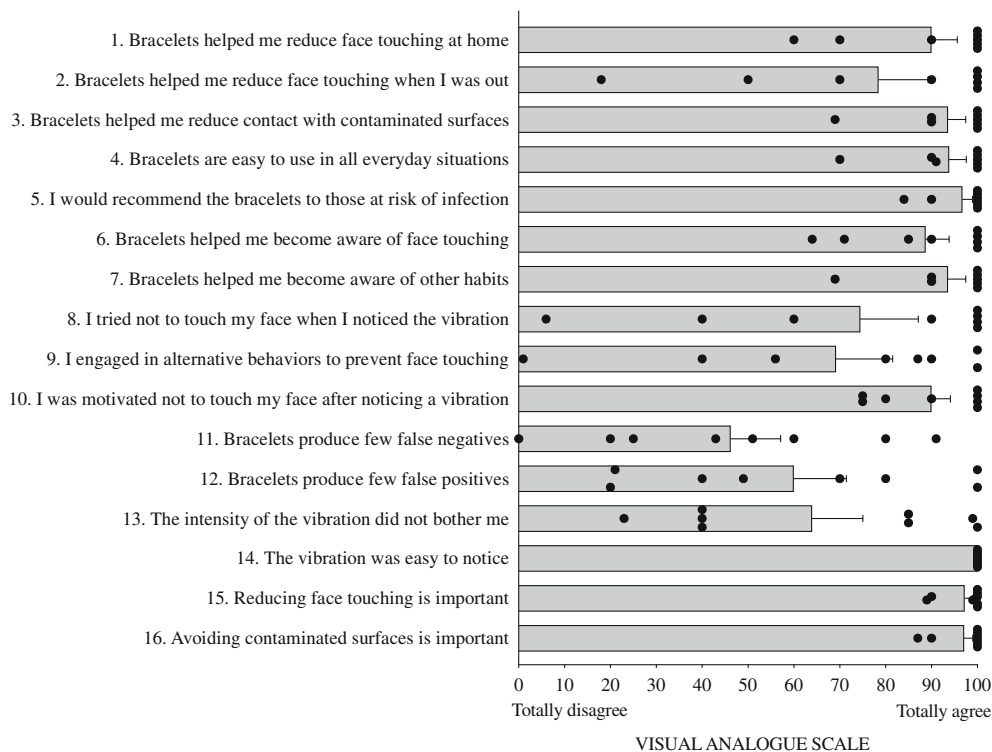 1. Bracelets helped me reduce face touching at home
2. Bracelets helped me reduce face touching when I was out
3. Bracelets helped me reduce contact with contaminated surfaces
4. Bracelets are easy to use in all everyday situations
5. I would recommend the bracelets to those at risk of infection
6. Bracelets helped me become aware of face touching
7. Bracelets helped me become aware of other habits
8. I tried not to touch my face when I noticed the vibration
9. I engaged in alternative behaviors to prevent face touching
10. I was motivated not to touch my face after noticing a vibration
11. Bracelets produce few false negatives
12. Bracelets produce few false positives
13. The intensity of the vibration did not bother me
14. The vibration was easy to notice
15. Reducing face touching is important
16. Avoiding contaminated surfaces is important
0 10 20 30 40 50 60 70 80 90 100
Totally disagree Totally agree
VISUAL ANALOGUE SCALE